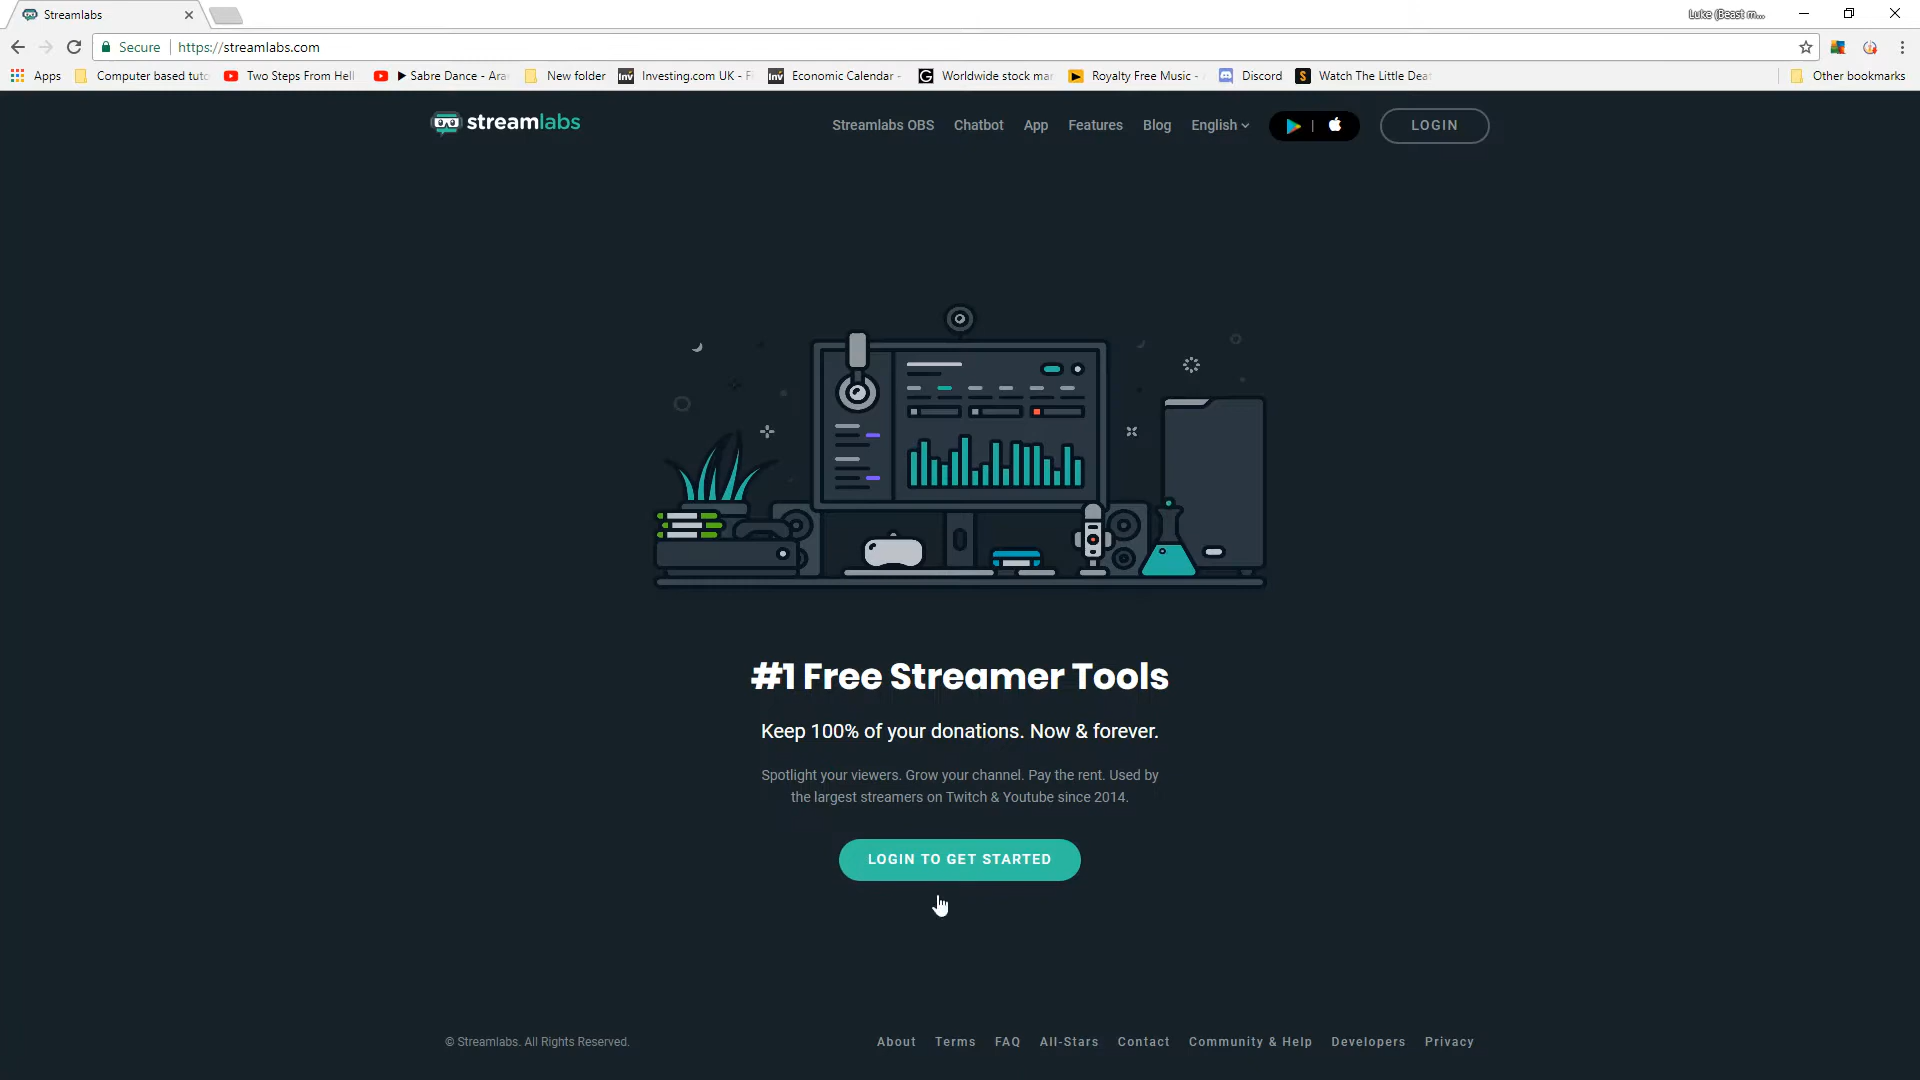 Streamlabs
Luke (Beast m...
Secure https://streamlabs.com
Apps Computer based tuto Two Steps From Hell ▶ Sabre Dance - Ara New folder Investing.com UK - F Economic Calendar - Worldwide stock mar Royalty Free Music - Discord Watch The Little Deat Other bookmarks
streamlabs
Streamlabs OBS Chatbot App Features Blog English LOGIN
#1 Free Streamer Tools
Keep 100% of your donations. Now & forever.
Spotlight your viewers. Grow your channel. Pay the rent. Used by
the largest streamers on Twitch & Youtube since 2014.
LOGIN TO GET STARTED
© Streamlabs. All Rights Reserved. About Terms FAQ All-Stars Contact Community & Help Developers Privacy